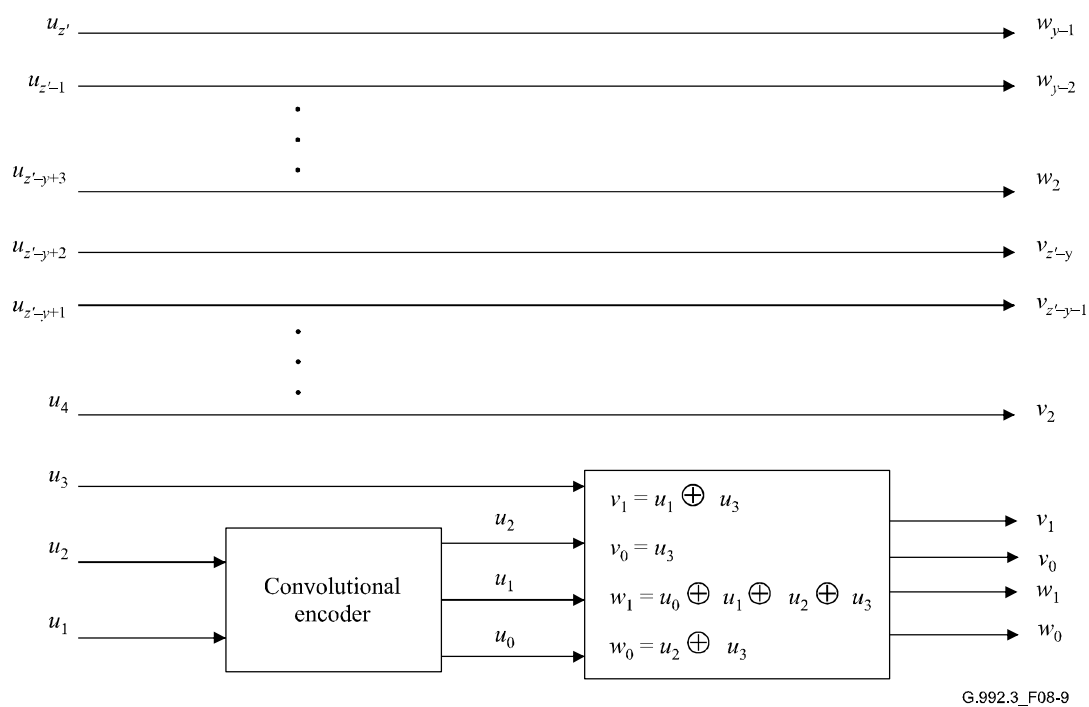 u_{z′} w_{y–1}
u_{z′–1} w_{y–2}
u_{z′–y+3} w_2
u_{z′–y+2} v_{z′–y}
u_{z′–y+1} v_{z′–y–1}
u_4 v_2
u_3
v_1 = u_1 ⊕ u_3
u_2 u_2 v_1
v_0 = u_3
v_0
Convolutional
encoder
u_1
w_1 = u_0 ⊕ u_1 ⊕ u_2 ⊕ u_3
w_1
u_1 u_0 w_0
w_0 = u_2 ⊕ u_3
G.992.3_F08-9